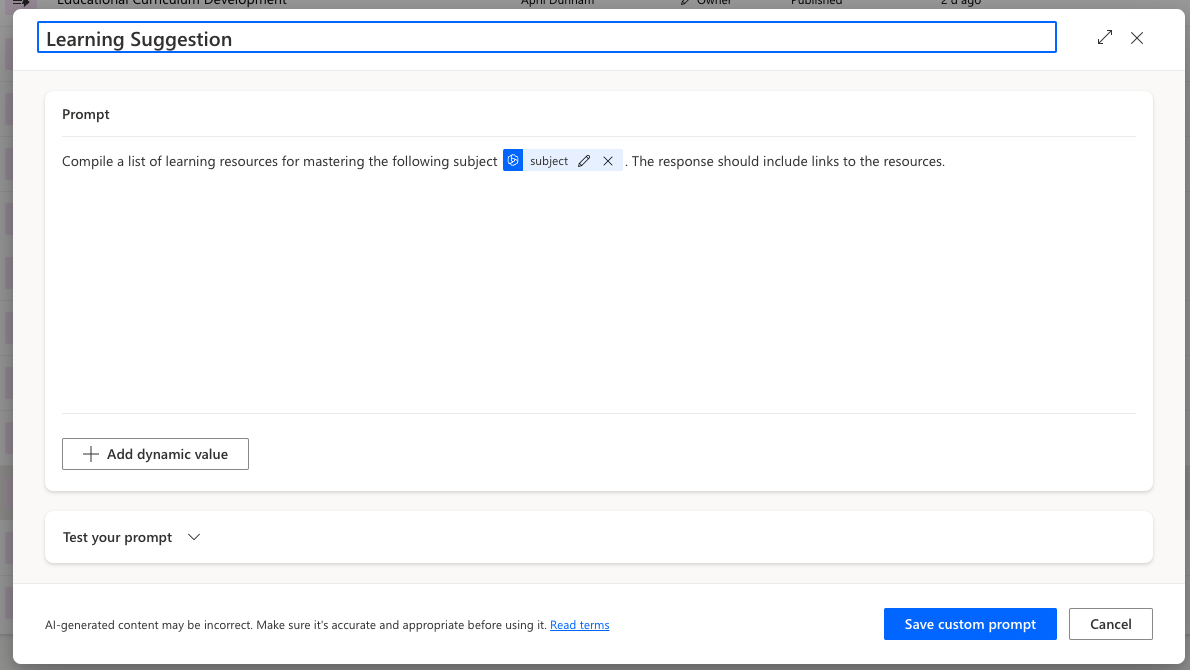 Educational Curriculum Development April Dunnam Owner Published 2 d ago
Learning Suggestion
Prompt
Compile a list of learning resources for mastering the following subject subject . The response should include links to the resources.
Add dynamic value
Test your prompt
AI-generated content may be incorrect. Make sure it's accurate and appropriate before using it. Read terms
Save custom prompt
Cancel